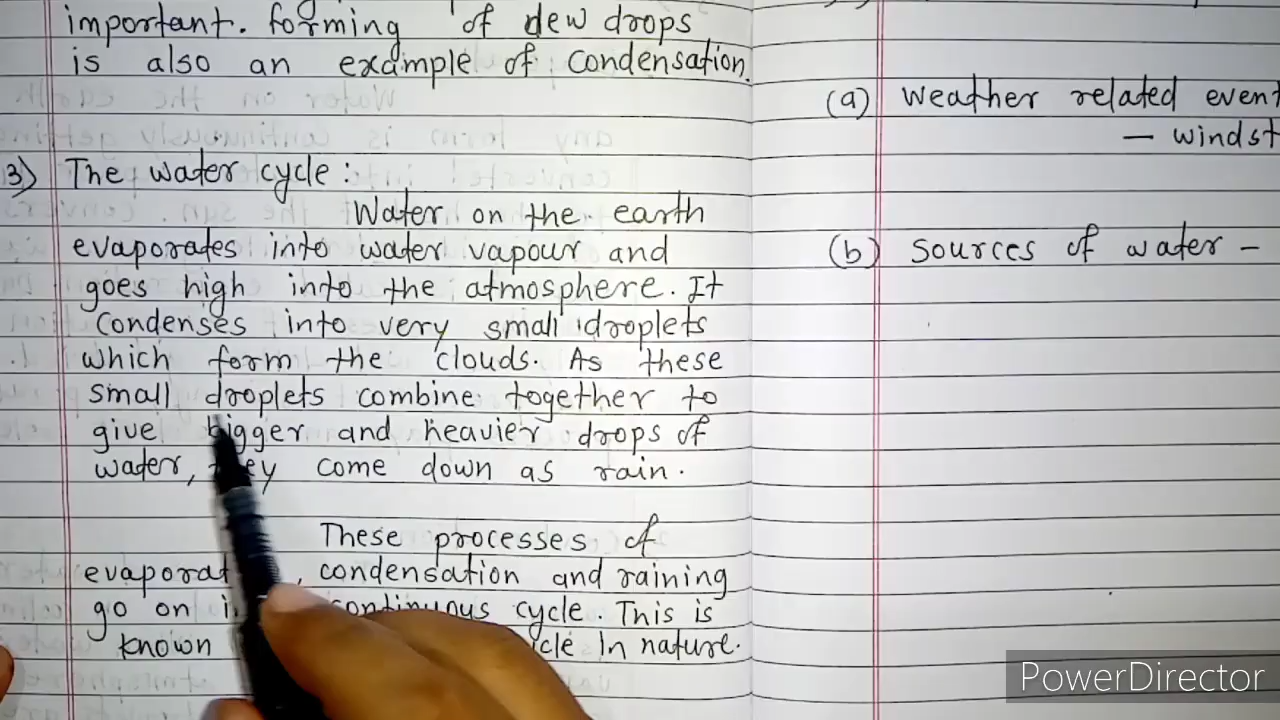 important. forming of dew drops
is also an example of condensation.
3) The water cycle:
Water on the earth
evaporates into water vapour and
goes high into the atmosphere. It
condenses into very small droplets
which form the clouds. As these
small droplets combine together to
give bigger and heavier drops of
water, they come down as rain.
These processes of
evaporat, condensation and raining
go on continuous cycle. This is
known In nature.
(a) Weather related event
— windst
(b) Sources of water –
PowerDirector